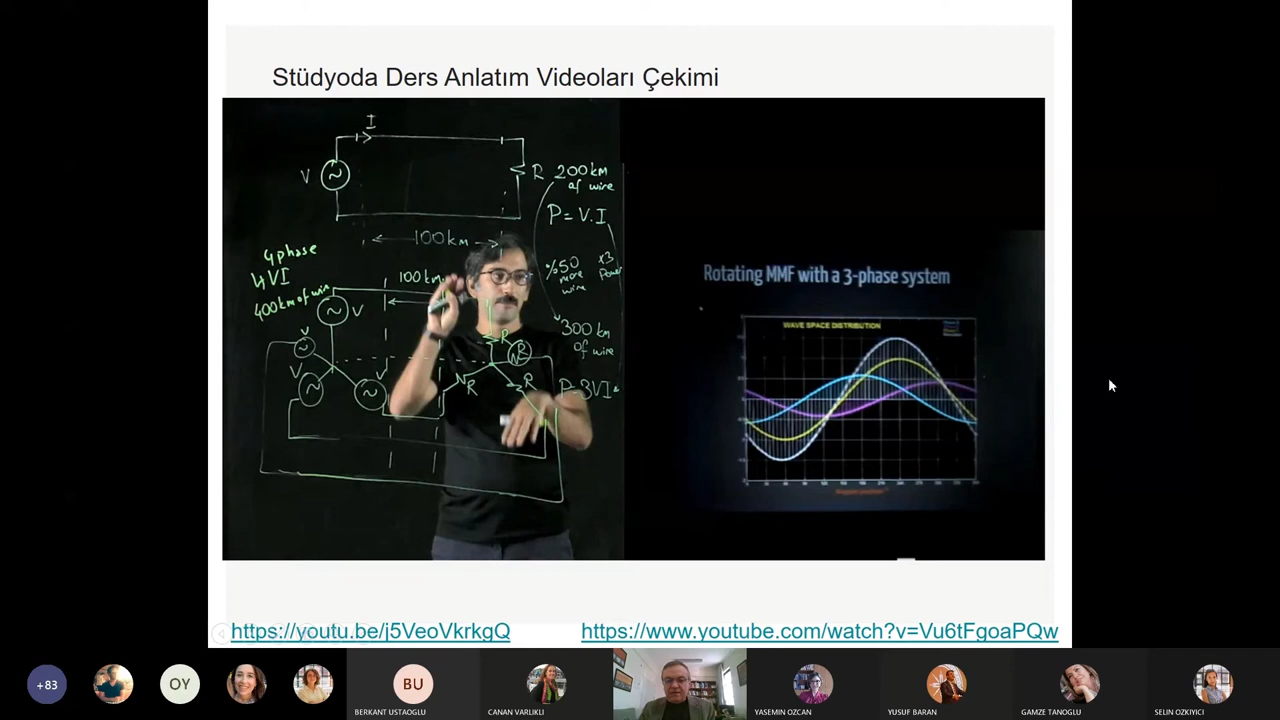 Stüdyoda Ders Anlatım Videoları Çekimi
I
V
R
200km
of wire
P=V.I
100km
4 phase
4VI
400km of wire
100km
%50
more
wire
x3
power
V
V
V
V
R
R
R
R
300 km
of wire
P=3VI
Rotating MMF with a 3-phase system
WAVE SPACE DISTRIBUTION
https://youtu.be/j5VeoVkrkgQ
https://www.youtube.com/watch?v=Vu6tFgoaPQw
+83
OY
BU
BERKANT USTAOGLU
CANAN VARLIKLI
YASEMIN OZCAN
YUSUF BARAN
GAMZE TANOGLU
SELIN OZKIYICI